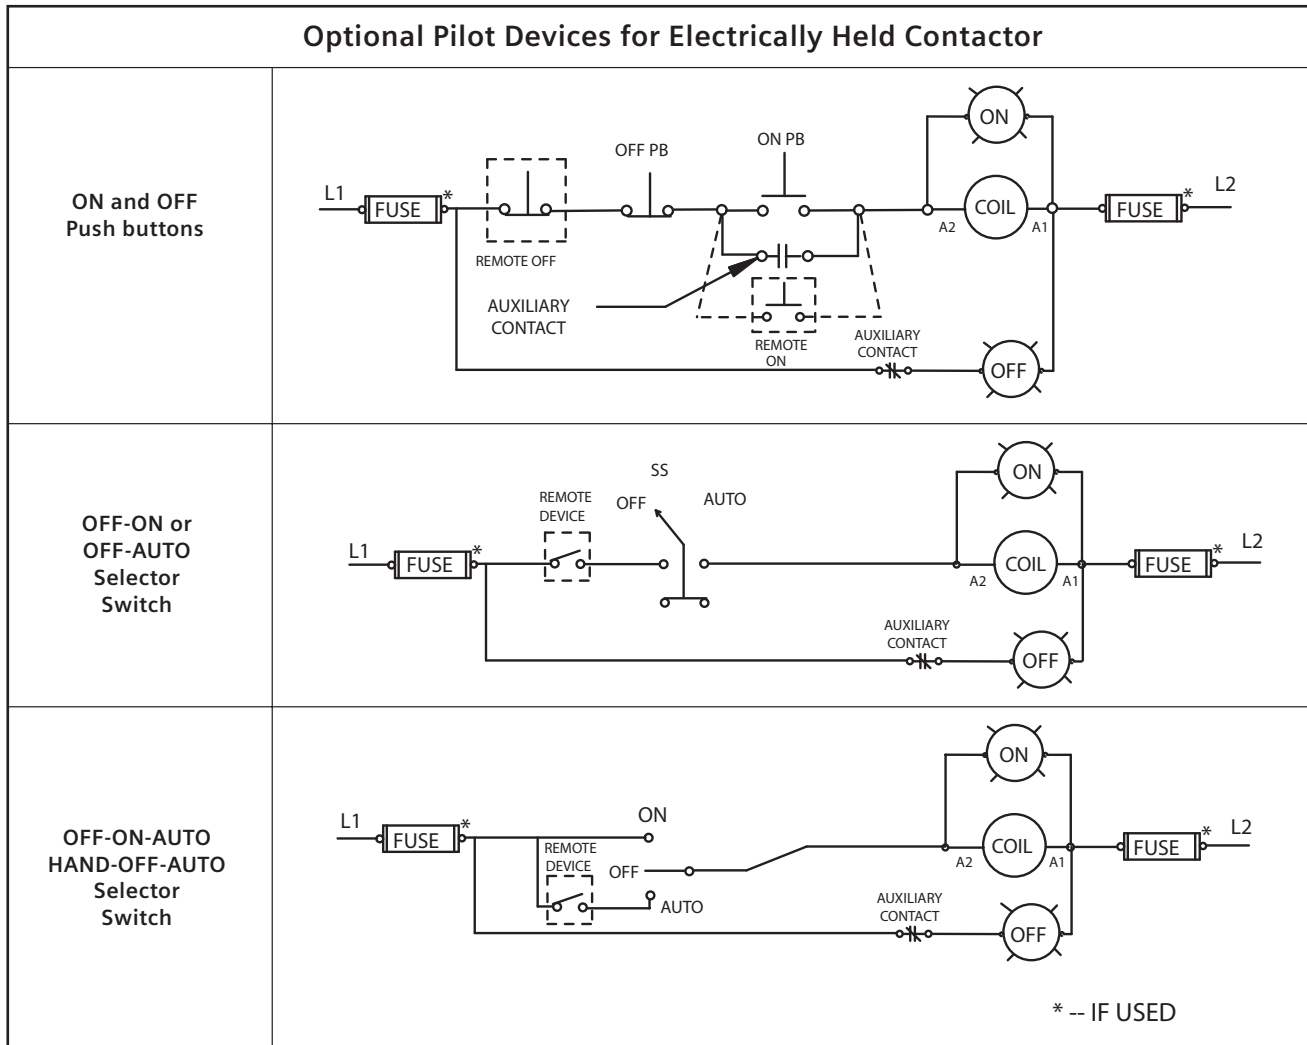 Optional Pilot Devices for Electrically Held Contactor
ON and OFF
Push buttons
L1
FUSE
*
REMOTE OFF
OFF PB
ON PB
AUXILIARY
CONTACT
REMOTE
ON
AUXILIARY
CONTACT
ON
COIL
A2
A1
OFF
FUSE
*
L2
OFF-ON or
OFF-AUTO
Selector
Switch
L1
FUSE
*
REMOTE
DEVICE
SS
OFF
AUTO
AUXILIARY
CONTACT
ON
COIL
A2
A1
OFF
FUSE
*
L2
OFF-ON-AUTO
HAND-OFF-AUTO
Selector
Switch
L1
FUSE
*
REMOTE
DEVICE
ON
OFF
AUTO
AUXILIARY
CONTACT
ON
COIL
A2
A1
OFF
FUSE
*
L2
* -- IF USED